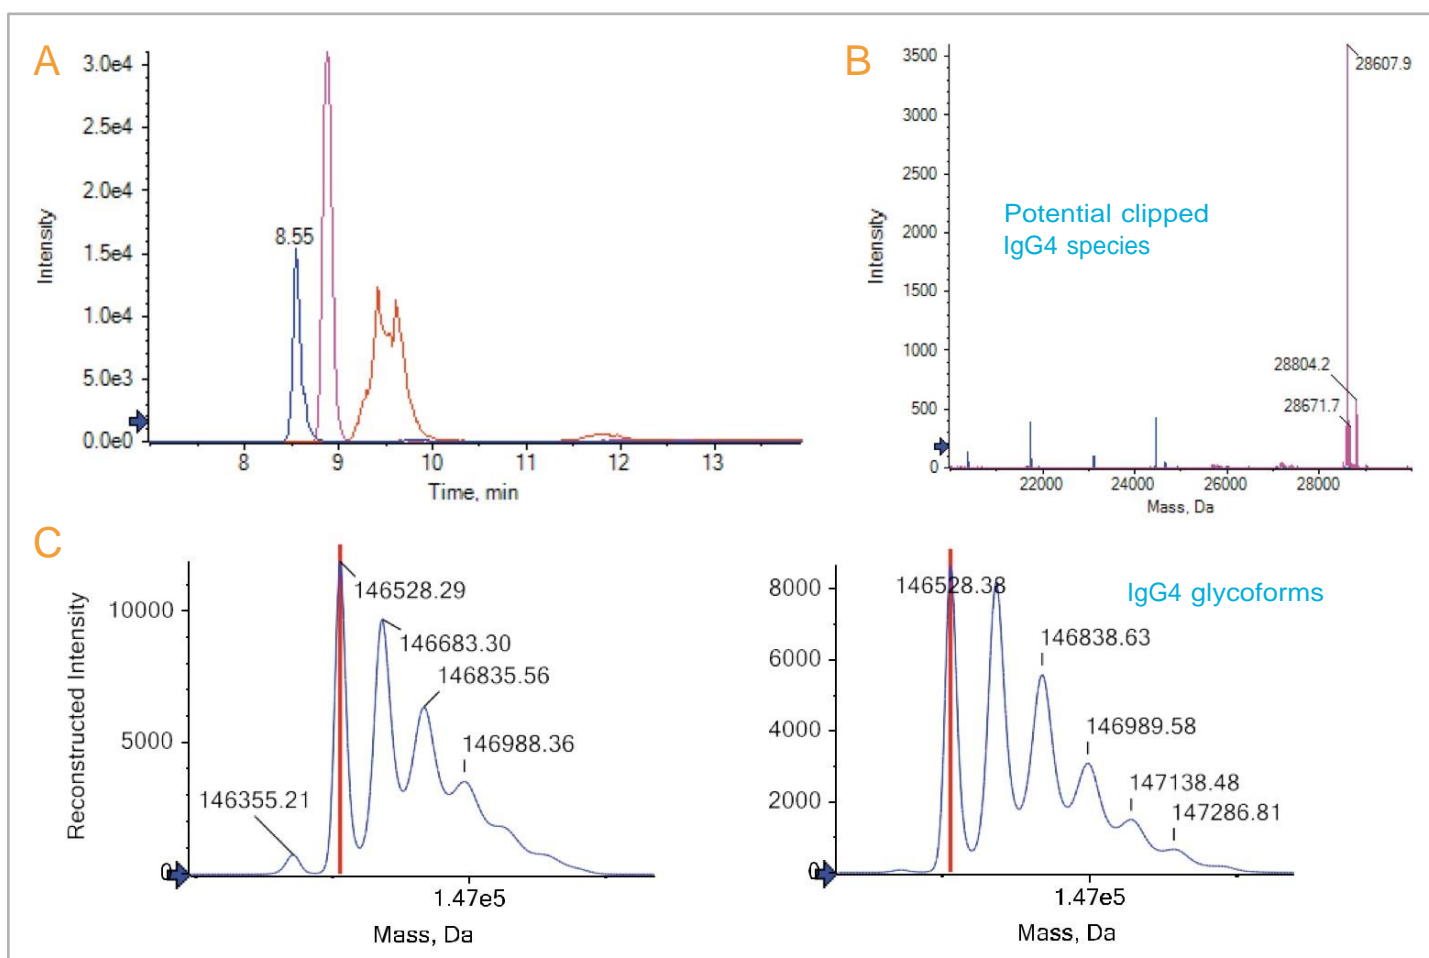 A
3.0e4
2.5e4
2.0e4
1.5e4
1.0e4
5.0e3
0.0e0
Intensity
8.55
8
9
10
11
12
13
Time, min
B
3500
3000
2500
2000
1500
1000
500
0
Intensity
28607.9
Potential clipped
IgG4 species
28804.2
28671.7
22000
24000
26000
28000
Mass, Da
C
Reconstructed Intensity
10000
5000
0
146528.29
146683.30
146835.56
146988.36
146355.21
1.47e5
Mass, Da
8000
6000
4000
2000
0
146528.38
IgG4 glycoforms
146838.63
146989.58
147138.48
147286.81
1.47e5
Mass, Da